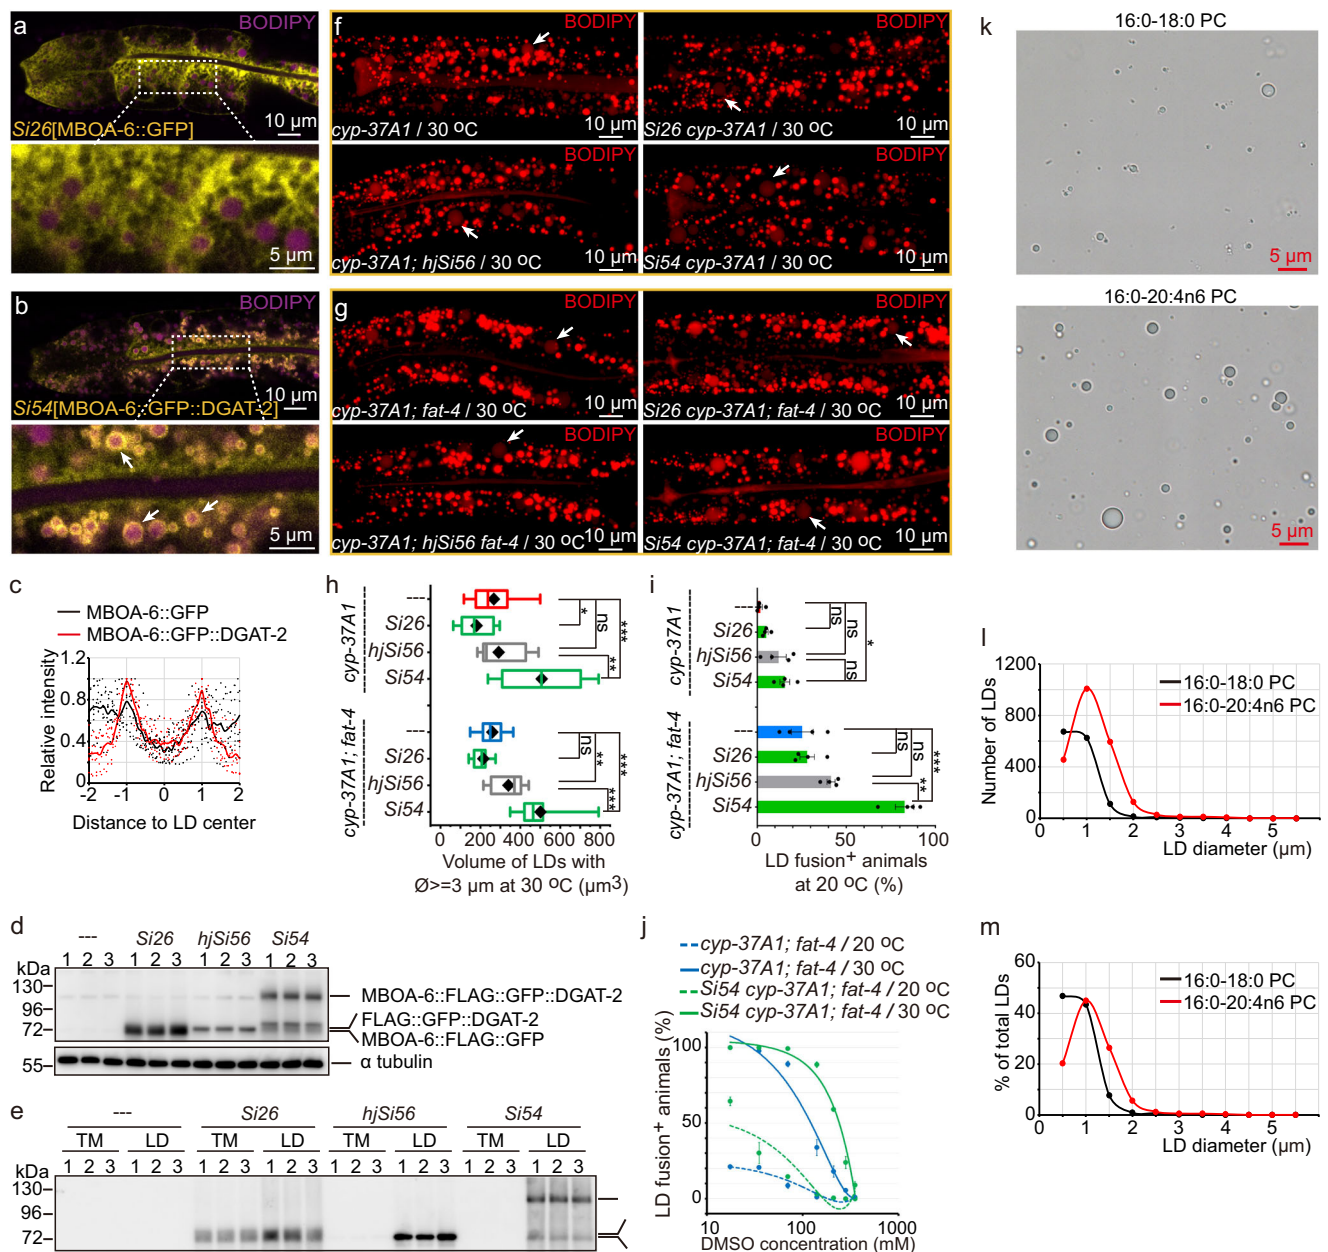 a
BODIPY
Si26[MBOA-6::GFP]
10 µm
5 µm
b
BODIPY
Si54[MBOA-6::GFP::DGAT-2]
10 µm
5 µm
c
MBOA-6::GFP
MBOA-6::GFP::DGAT-2
Relative intensity
1.2
0.8
0.4
0
-2 -1 0 1 2
Distance to LD center
d
--- Si26 hjSi56 Si54
1 2 3 1 2 3 1 2 3 1 2 3
kDa
130
96
72
55
MBOA-6::FLAG::GFP::DGAT-2
FLAG::GFP::DGAT-2
MBOA-6::FLAG::GFP
α tubulin
e
--- Si26 hjSi56 Si54
TM LD TM LD TM LD TM LD
1 2 3 1 2 3 1 2 3 1 2 3 1 2 3 1 2 3 1 2 3 1 2 3
kDa
130
96
72
f
BODIPY
cyp-37A1 / 30 ºC
10 µm
BODIPY
Si26 cyp-37A1 / 30 ºC
10 µm
BODIPY
cyp-37A1; hjSi56 / 30 ºC
10 µm
BODIPY
Si54 cyp-37A1 / 30 ºC
10 µm
g
BODIPY
cyp-37A1; fat-4 / 30 ºC
10 µm
BODIPY
Si26 cyp-37A1; fat-4 / 30 ºC
10 µm
BODIPY
cyp-37A1; hjSi56 fat-4 / 30 ºC
10 µm
BODIPY
Si54 cyp-37A1; fat-4 / 30 ºC
10 µm
h
cyp-37A1
---
Si26
hjSi56
Si54
* ns *** **
cyp-37A1; fat-4
---
Si26
hjSi56
Si54
ns ** *** ***
0 200 400 600 800
Volume of LDs with
Ø>=3 µm at 30 ºC (µm3)
i
cyp-37A1
---
Si26
hjSi56
Si54
ns ns * ns
cyp-37A1; fat-4
---
Si26
hjSi56
Si54
ns ns *** **
0 50 100
LD fusion+ animals
at 20 ºC (%)
j
cyp-37A1; fat-4 / 20 ºC
cyp-37A1; fat-4 / 30 ºC
Si54 cyp-37A1; fat-4 / 20 ºC
Si54 cyp-37A1; fat-4 / 30 ºC
LD fusion+ animals (%)
100
50
0
10 100 1000
DMSO concentration (mM)
k
16:0-18:0 PC
5 µm
16:0-20:4n6 PC
5 µm
l
Number of LDs
1200
800
400
0
16:0-18:0 PC
16:0-20:4n6 PC
0 1 2 3 4 5
LD diameter (µm)
m
% of total LDs
60
40
20
0
16:0-18:0 PC
16:0-20:4n6 PC
0 1 2 3 4 5
LD diameter (µm)